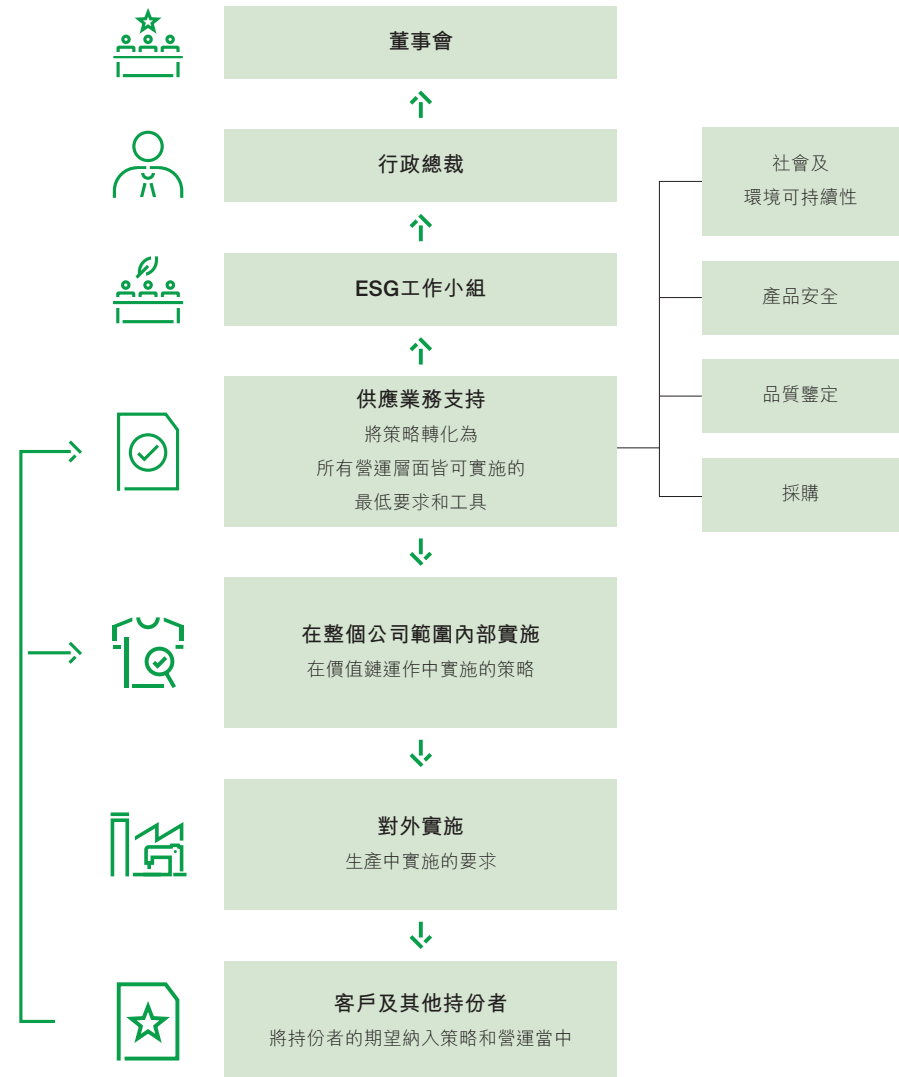 董事會
行政總裁
ESG工作小組
供應業務支持
將策略轉化為
所有營運層面皆可實施的
最低要求和工具
社會及
環境可持續性
產品安全
品質鑒定
採購
在整個公司範圍內部實施
在價值鏈運作中實施的策略
對外實施
生產中實施的要求
客戶及其他持份者
將持份者的期望納入策略和營運當中